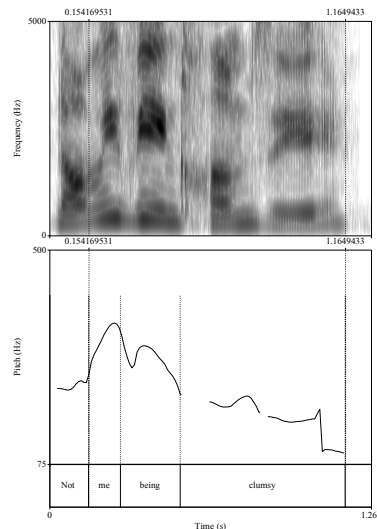 0.154169531 1.1649433
5000
Frequency (Hz)
0
0.154169531 1.1649433
500
Pitch (Hz)
75
Not me being clumsy
0 1.26
Time (s)